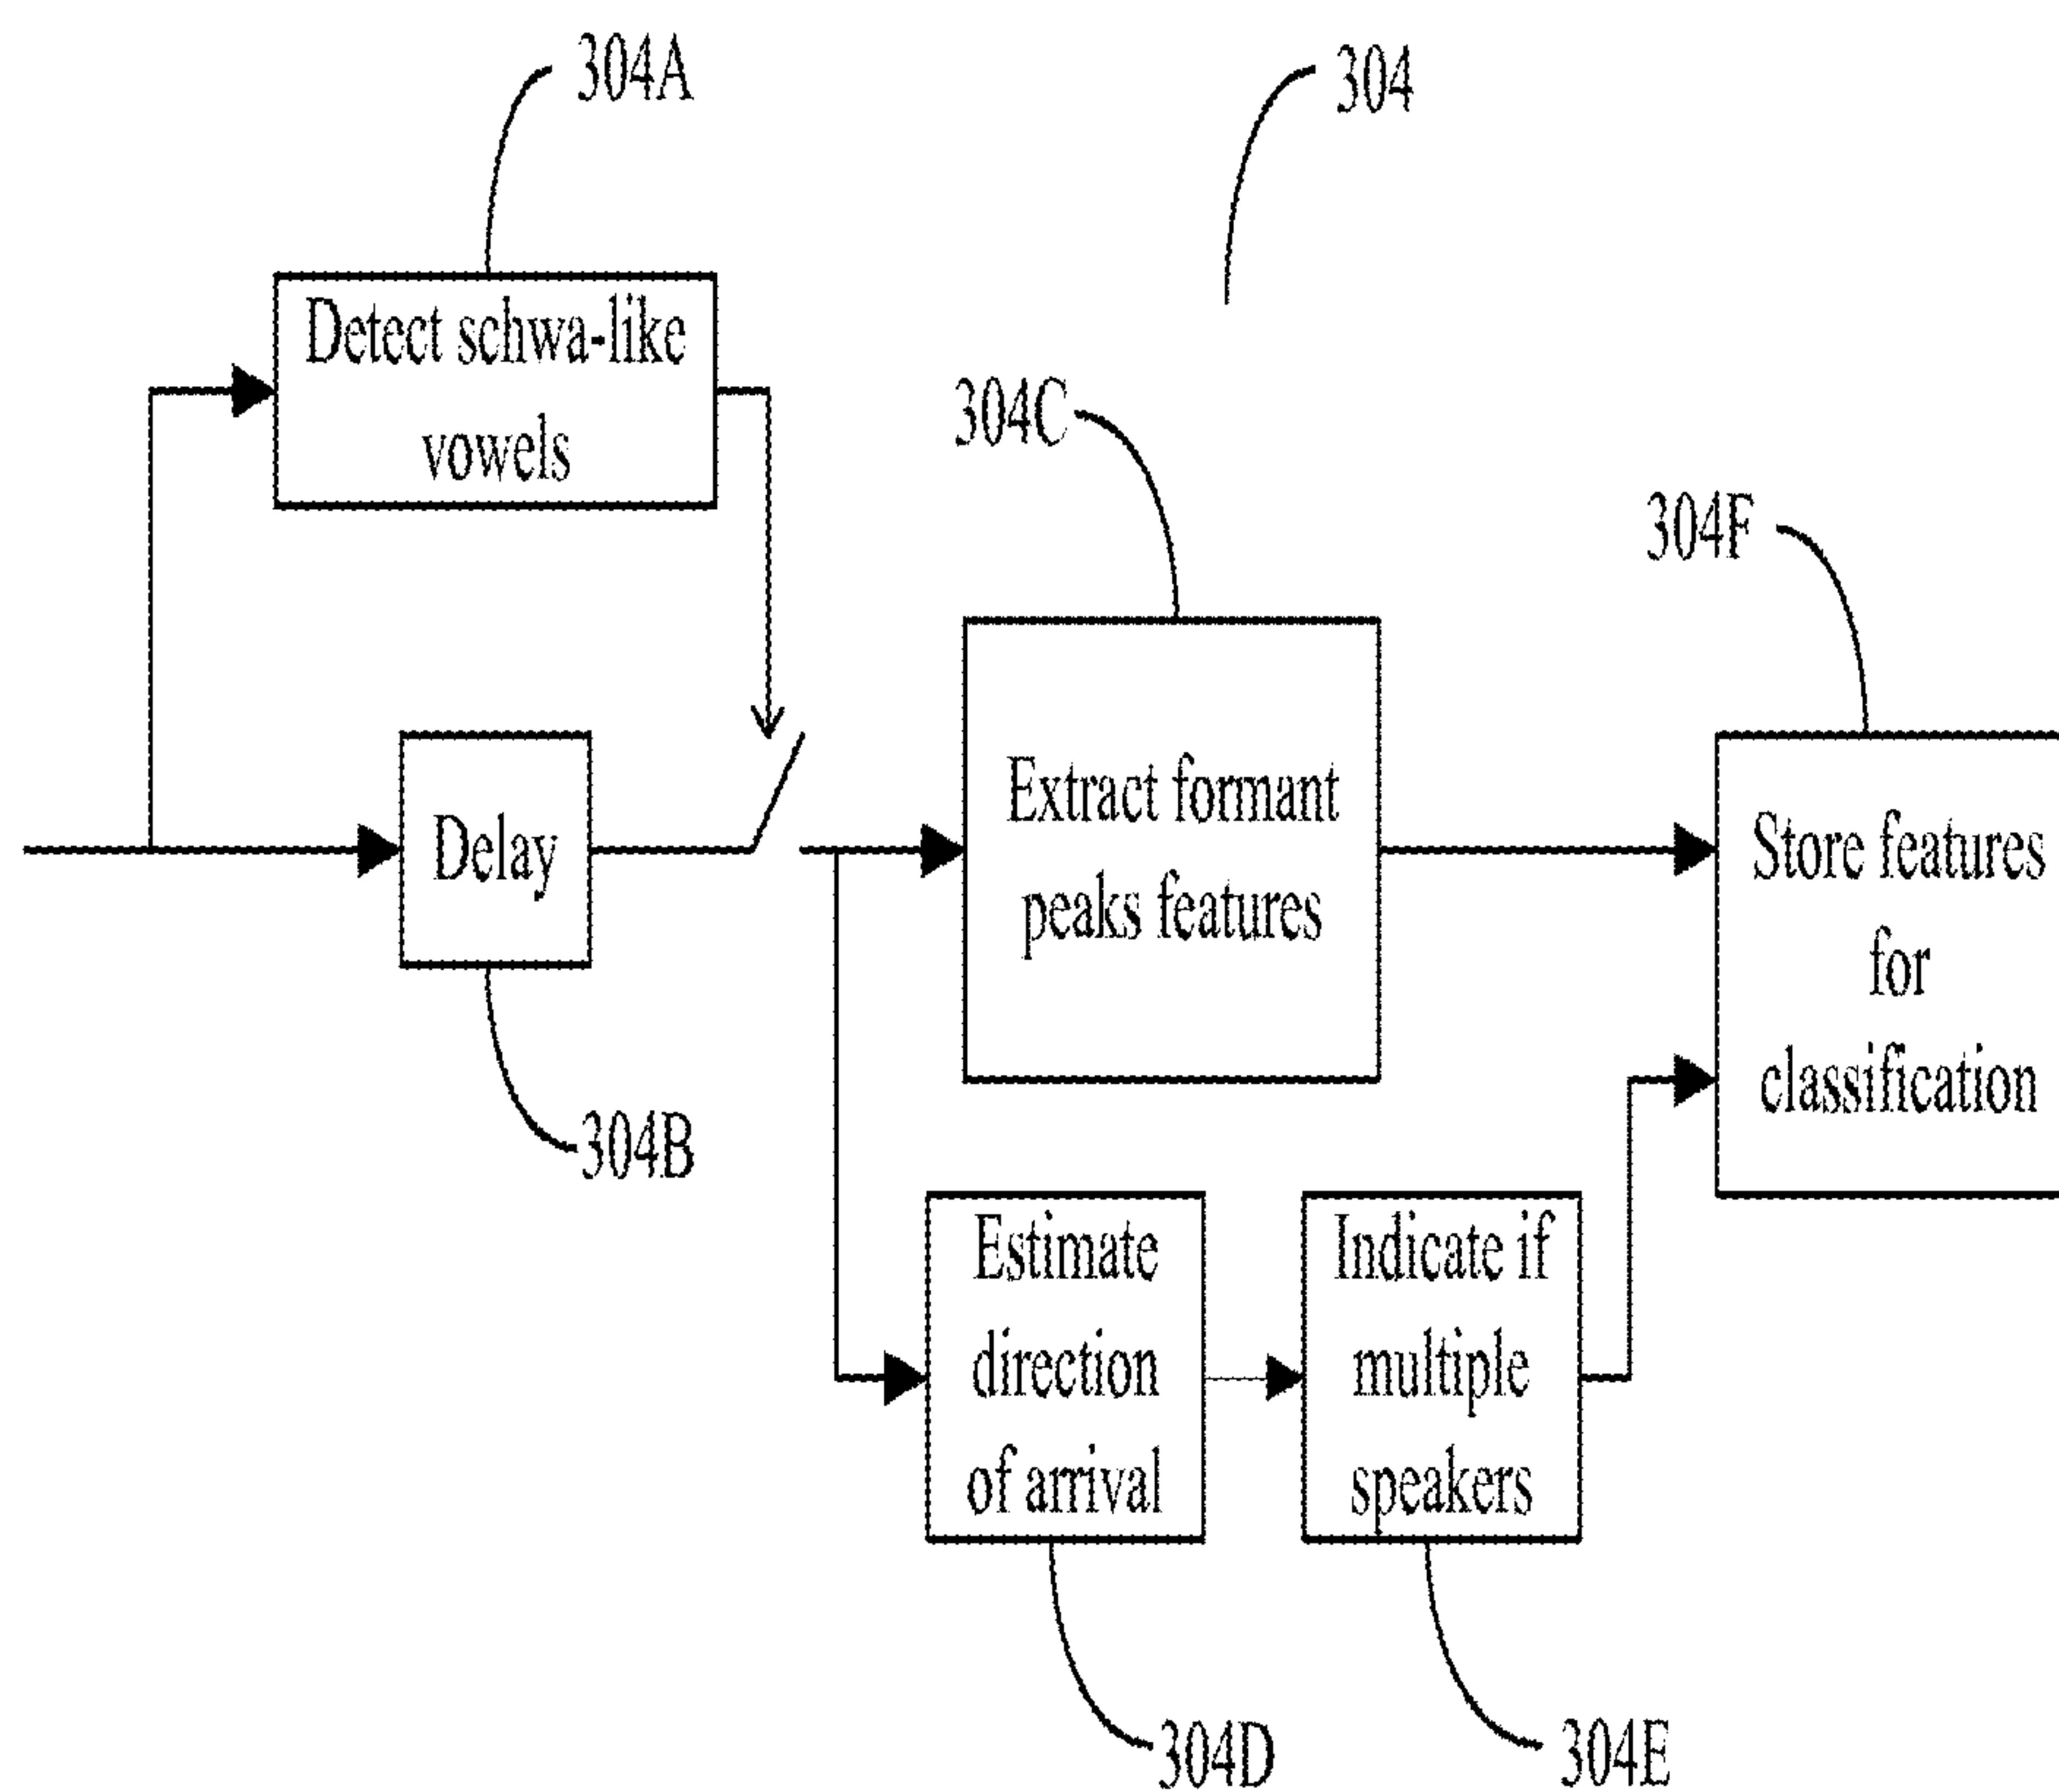 304A
304
Detect schwa-like
vowels
304C
304F
Delay
Extract formant
peaks features
Store features
for
classification
304B
Estimate
direction
of arrival
Indicate if
multiple
speakers
304D
304E